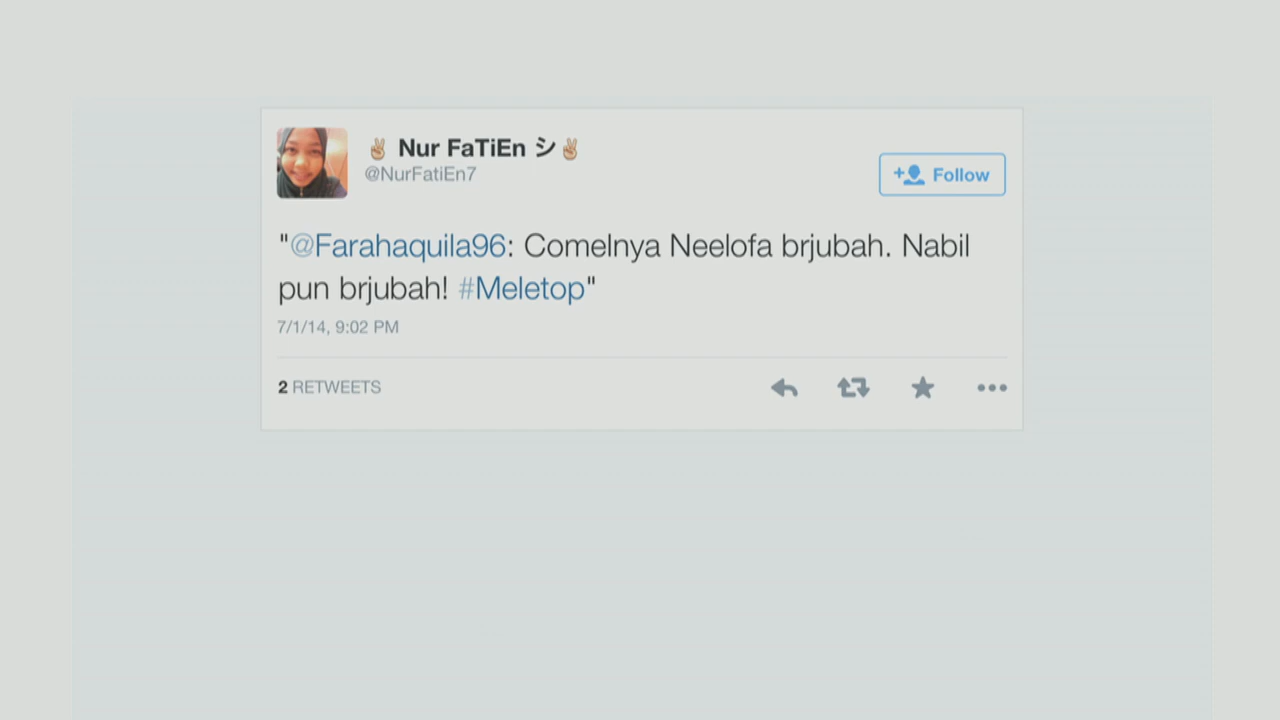 ✌ Nur FaTiEn シ✌
@NurFatiEn7
Follow
"@Farahaquila96: Comelnya Neelofa brjubah. Nabil
pun brjubah! #Meletop"
7/1/14, 9:02 PM
2 RETWEETS